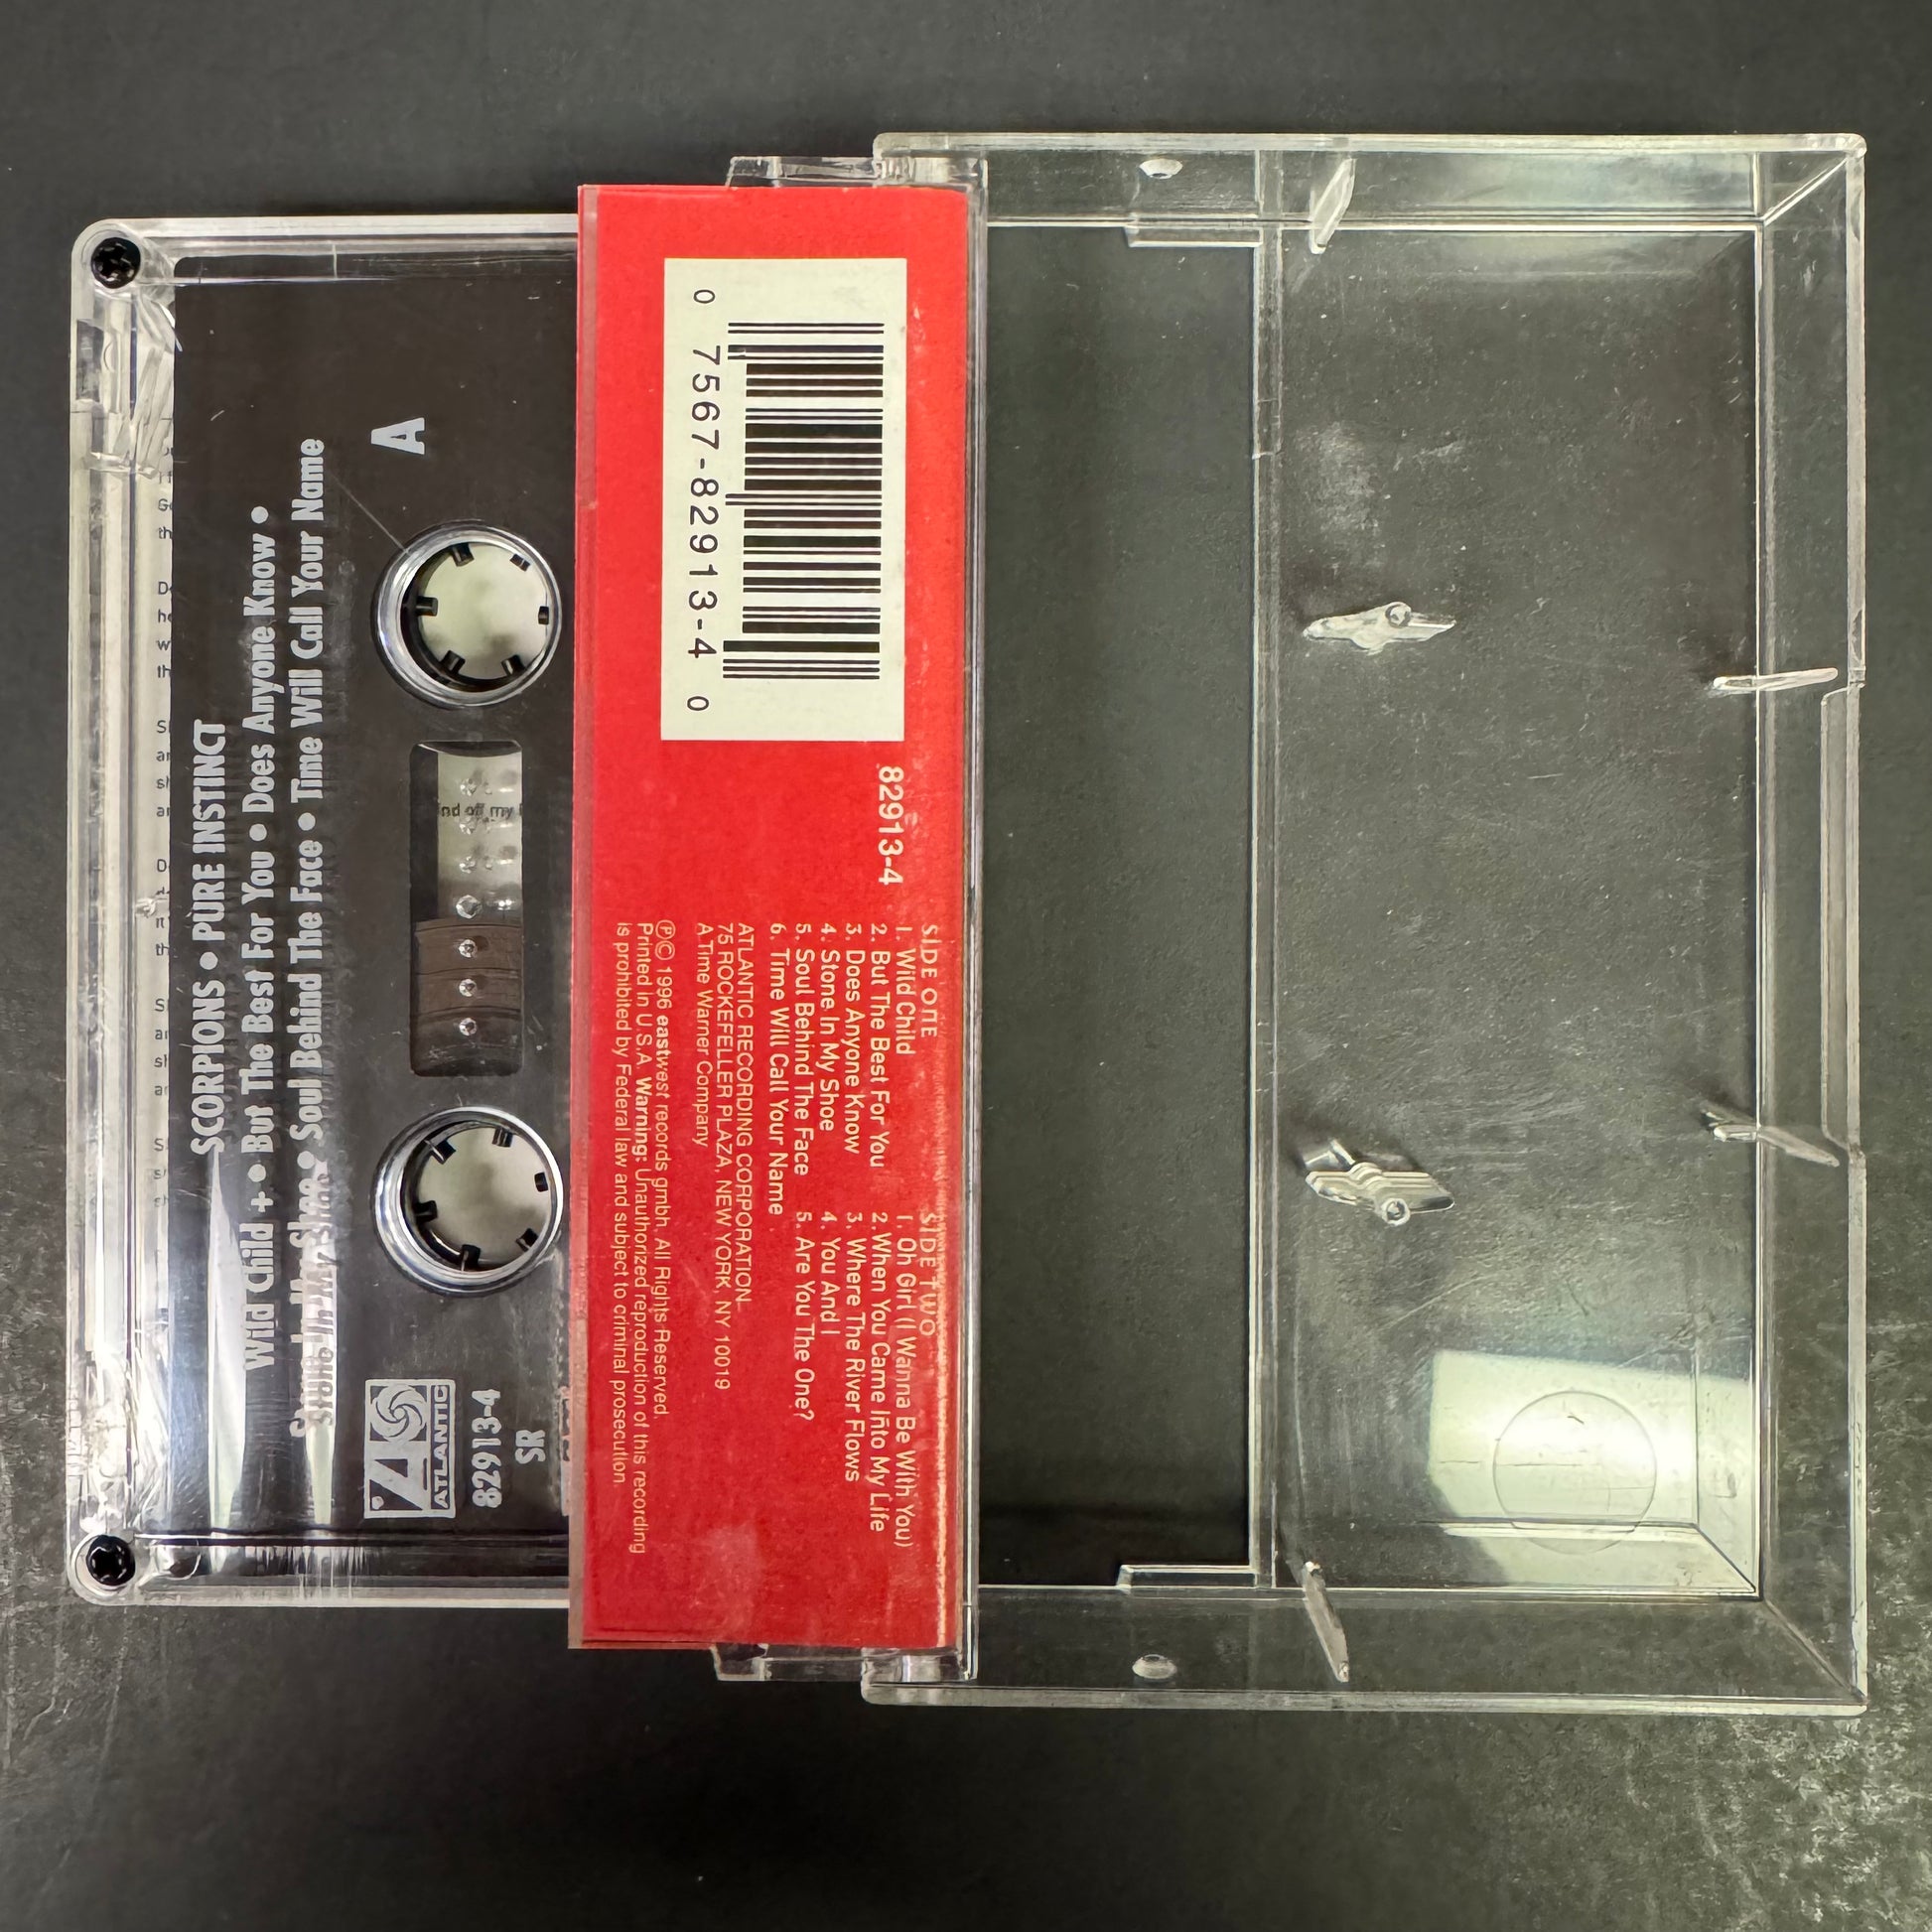 SCORPIONS • PURE INSTINCT
Wild Child + • But The Best For You • Does Anyone Know •
Stone In My Shoe • Soul Behind The Face • Time Will Call Your Name
A
ATLANTIC
82913-4
SR
nd off my
0 7567-82913-4 0
82913-4
SIDE ONE
1. Wild Child
2. But The Best For You
3. Does Anyone Know
4. Stone In My Shoe
5. Soul Behind The Face
6. Time Will Call Your Name
SIDE TWO
1. Oh Girl (I Wanna Be With You)
2. When You Came Into My Life
3. Where The River Flows
4. You And I
5. Are You The One?
ATLANTIC RECORDING CORPORATION
75 ROCKEFELLER PLAZA, NEW YORK, NY 10019
A Time Warner Company
℗© 1996 eastwest records gmbh, All Rights Reserved.
Printed in U.S.A. Warning: Unauthorized reproduction of this recording
is prohibited by Federal law and subject to criminal prosecution.